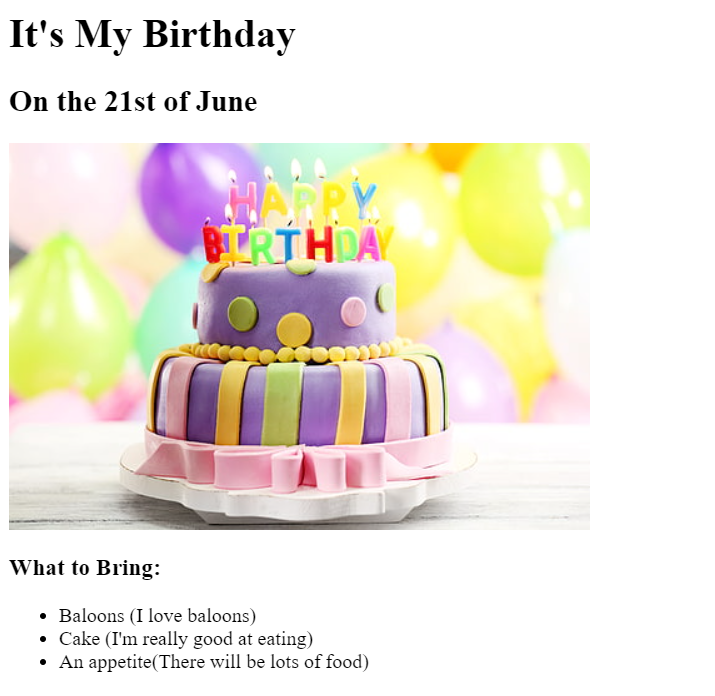 It's My Birthday
On the 21st of June
HAPPY
BIRTHDAY
What to Bring:
Baloons (I love baloons)
Cake (I'm really good at eating)
An appetite(There will be lots of food)